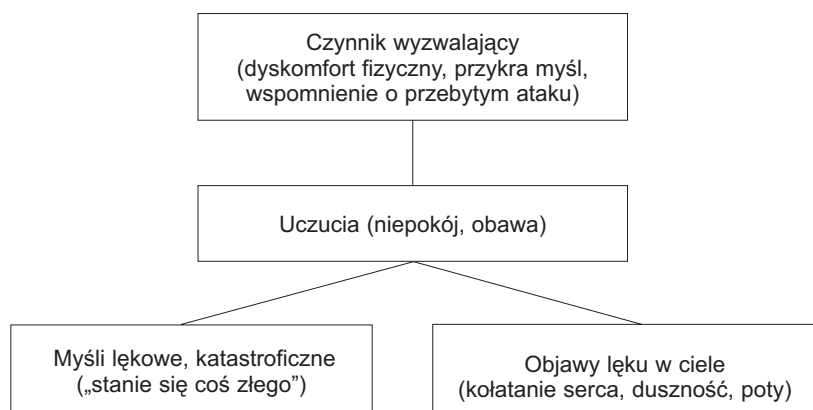 Czynnik wyzwalający
(dyskomfort fizyczny, przykra myśl,
wspomnienie o przebytym ataku)
Uczucia (niepokój, obawa)
Myśli lękowe, katastroficzne
(„stanie się coś złego”)
Objawy lęku w ciele
(kołatanie serca, duszność, poty)